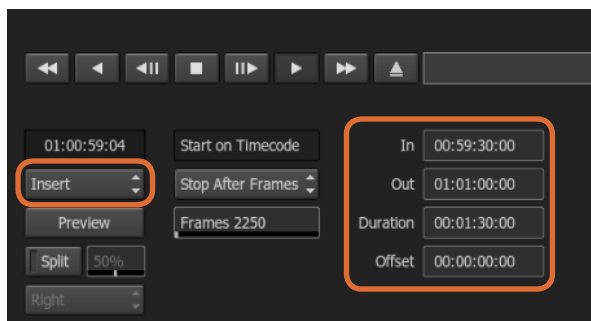 01:00:59:04 Start on Timecode In 00:59:30:00
Insert Stop After Frames Out 01:01:00:00
Preview Frames 2250 Duration 00:01:30:00
Split 50% Offset 00:00:00:00
Right